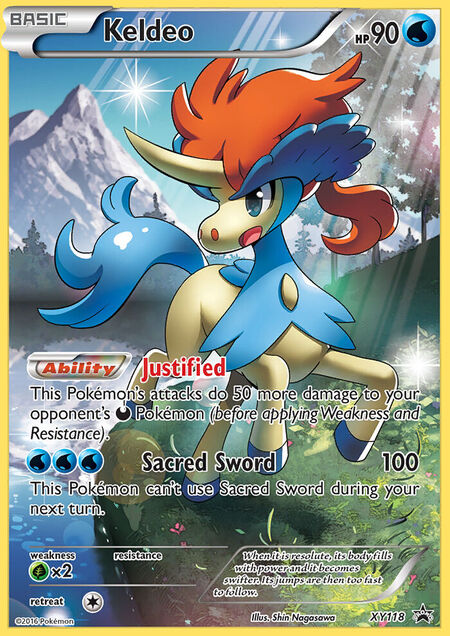 BASIC
Keldeo
HP90
Ability Justified
This Pokémon's attacks do 50 more damage to your
opponent's Pokémon (before applying Weakness and
Resistance).
Sacred Sword 100
This Pokémon can't use Sacred Sword during your
next turn.
weakness resistance
×2
When it is resolute, its body fills
with power and it becomes
swifter. Its jumps are then too fast
to follow.
retreat
©2016 Pokémon
Illus. Shin Nagasawa
XY118